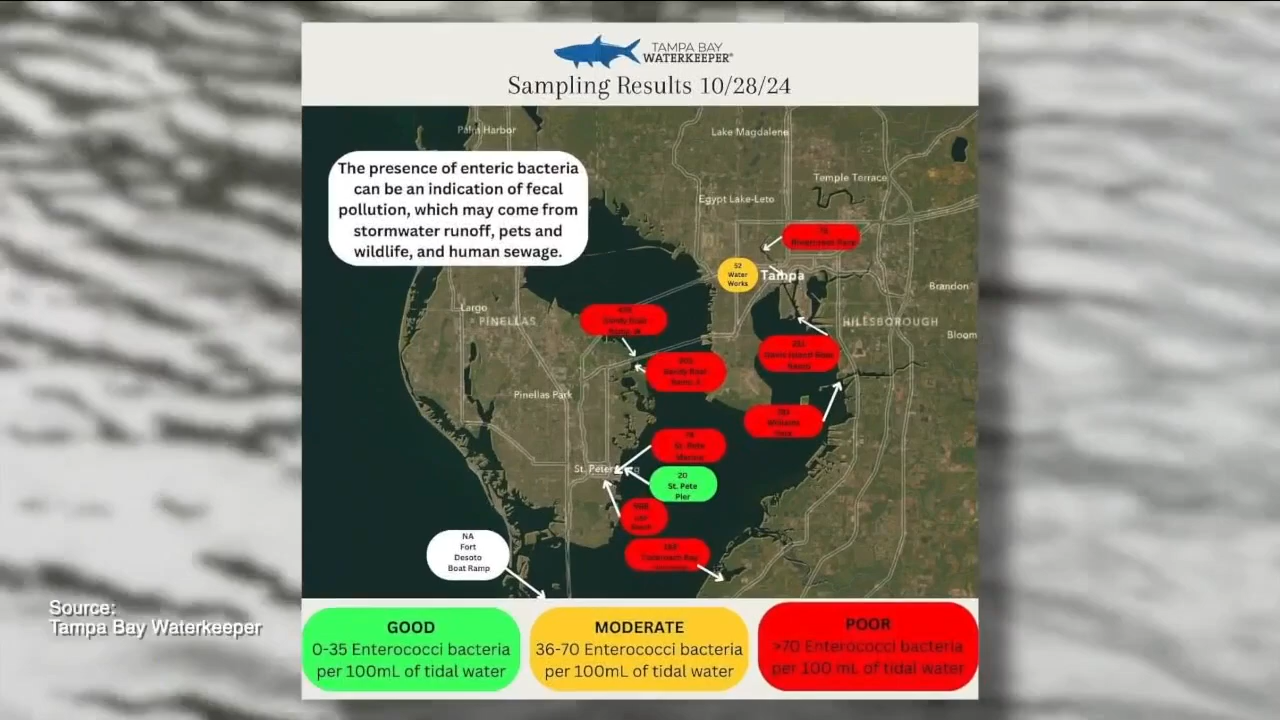 TAMPA BAY
WATERKEEPER®
Sampling Results 10/28/24
Palm Harbor
Lake Magdalene
The presence of enteric bacteria
can be an indication of fecal
pollution, which may come from
stormwater runoff, pets and
wildlife, and human sewage.
Temple Terrace
Egypt Lake-Leto
52
Water
Works
Tampa
Brandon
Largo
PINELLAS
HILLSBOROUGH
Bloom
Pinellas Park
St. Pete
Marina
St. Peter
20
St. Pete
Pier
NA
Fort
Desoto
Boat Ramp
Source:
Tampa Bay Waterkeeper
GOOD
0-35 Enterococci bacteria
per 100mL of tidal water
MODERATE
36-70 Enterococci bacteria
per 100mL of tidal water
POOR
>70 Enterococci bacteria
per 100 mL of tidal water